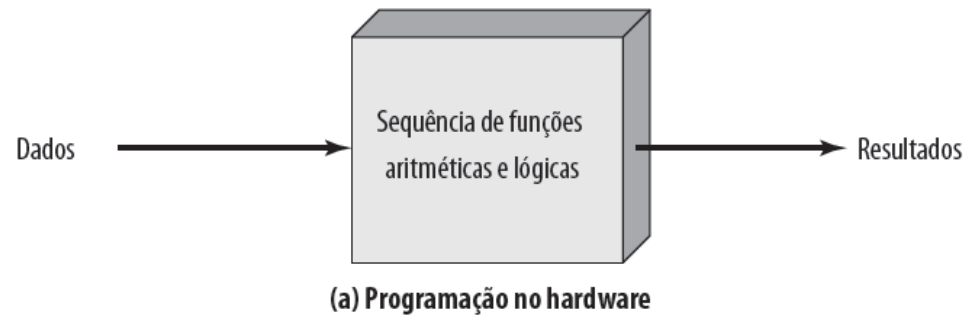 Dados
Sequência de funções
aritméticas e lógicas
Resultados
(a) Programação no hardware